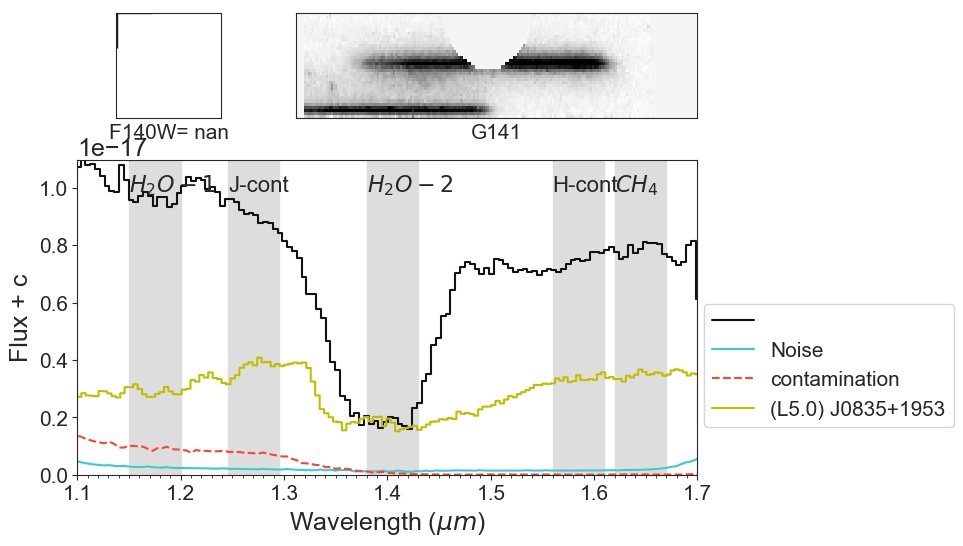 F140W= nan
G141
1e−17
H₂O − 1
J-cont
H₂O − 2
H-cont
CH₄
1.0
0.8
0.6
0.4
0.2
0.0
Flux + c
1.1
1.2
1.3
1.4
1.5
1.6
1.7
Wavelength (μm)
Noise
contamination
(L5.0) J0835+1953